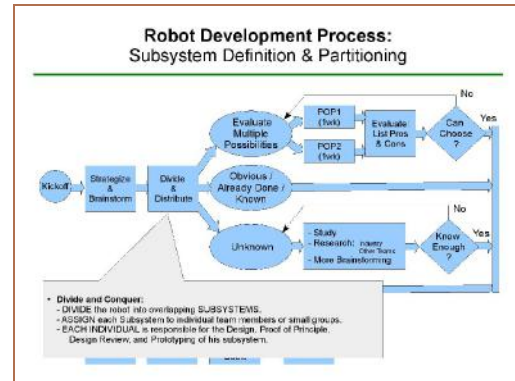 Robot Development Process:
Subsystem Definition & Partitioning
No
Evaluate
Multiple
Possibilities
POP1
(1wk)
POP2
(1wk)
Evaluate:
List Pros
& Cons
Can
Choose
?
Yes
Kickoff
Strategize
&
Brainstorm
Divide
&
Distribute
Obvious /
Already Done /
Known
No
Unknown
- Study
- Research: Industry
Other Teams
- More Brainstorming
Know
Enough
?
Yes
• Divide and Conquer:
- DIVIDE the robot into overlapping SUBSYSTEMS.
- ASSIGN each Subsystem to individual team members or small groups.
- EACH INDIVIDUAL is responsible for the Design, Proof of Principle,
Design Review, and Prototyping of his subsystem.